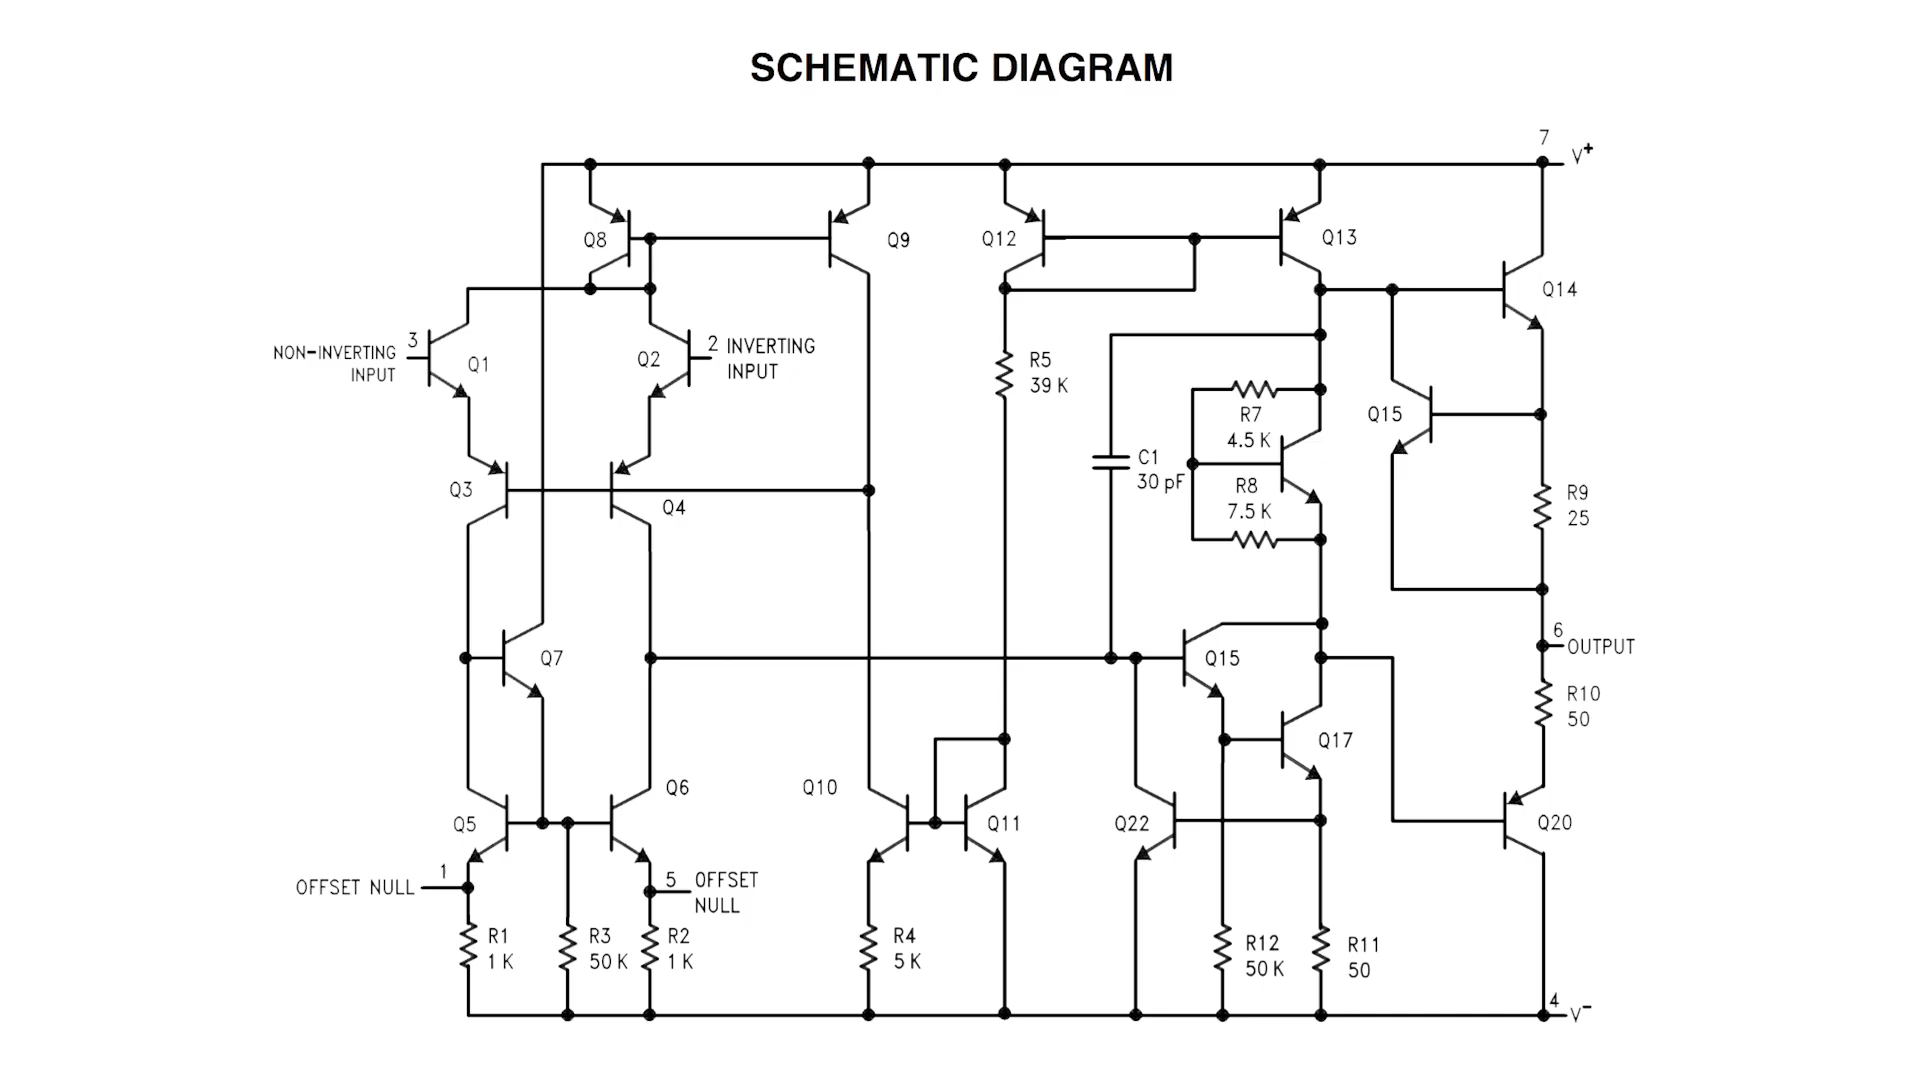 SCHEMATIC DIAGRAM
7
V+
Q8
Q9
Q12
Q13
Q14
NON-INVERTING
INPUT
3
Q1
Q2
2
INVERTING
INPUT
R5
39 K
R7
4.5 K
Q15
C1
30 pF
R8
7.5 K
Q3
Q4
R9
25
Q7
Q15
6
OUTPUT
R10
50
Q17
Q5
Q6
Q10
Q11
Q22
Q20
OFFSET NULL
1
5
OFFSET
NULL
R1
1 K
R3
50 K
R2
1 K
R4
5 K
R12
50 K
R11
50
4
V-